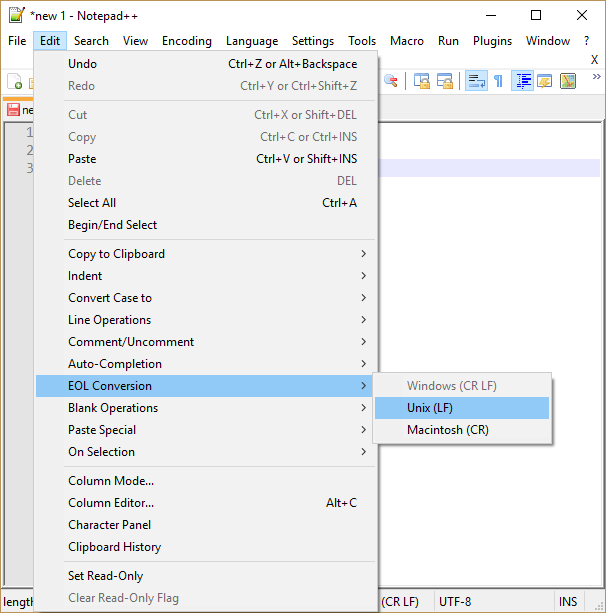 *new 1 - Notepad++
File Edit Search View Encoding Language Settings Tools Macro Run Plugins Window ?
X
Undo Ctrl+Z or Alt+Backspace
Redo Ctrl+Y or Ctrl+Shift+Z
Cut Ctrl+X or Shift+DEL
Copy Ctrl+C or Ctrl+INS
Paste Ctrl+V or Shift+INS
Delete DEL
Select All Ctrl+A
Begin/End Select
Copy to Clipboard
Indent
Convert Case to
Line Operations
Comment/Uncomment
Auto-Completion
EOL Conversion
Windows (CR LF)
Unix (LF)
Macintosh (CR)
Blank Operations
Paste Special
On Selection
Column Mode...
Column Editor... Alt+C
Character Panel
Clipboard History
Set Read-Only
Clear Read-Only Flag
1
2
3
length (CR LF) UTF-8 INS